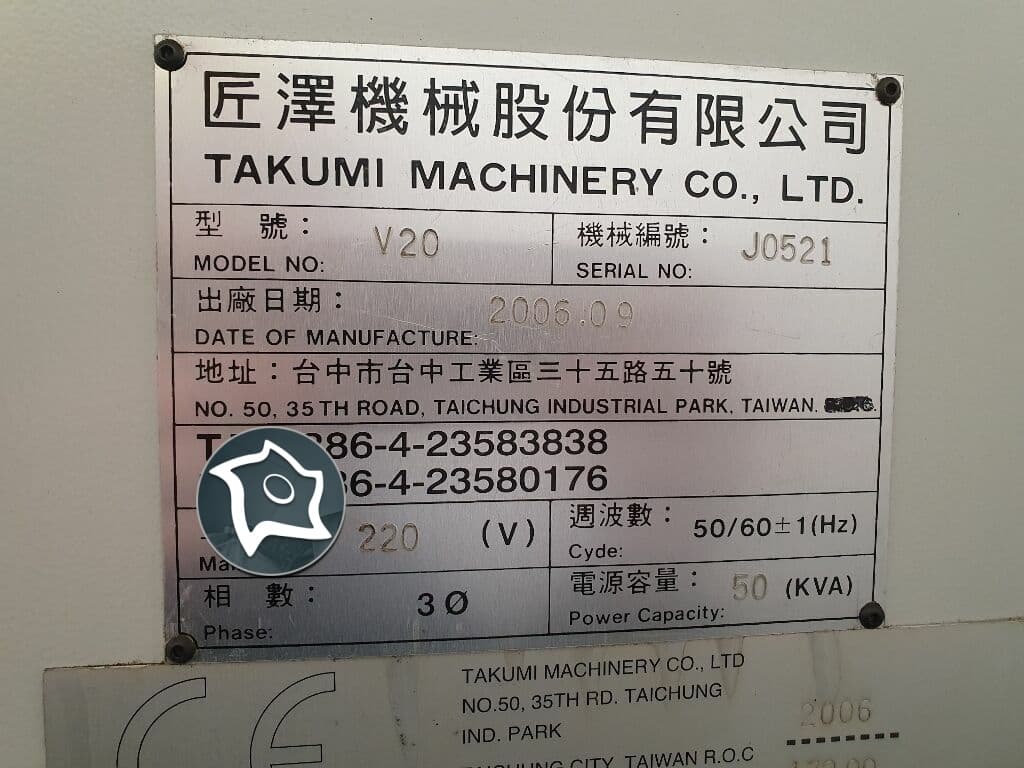 匠澤機械股份有限公司
TAKUMI MACHINERY CO., LTD.
型 號： V20 機械編號： J0521
MODEL NO: SERIAL NO:
出廠日期： 2006.09
DATE OF MANUFACTURE:
地址：台中市台中工業區三十五路五十號
NO. 50, 35TH ROAD, TAICHUNG INDUSTRIAL PARK, TAIWAN.
86-4-23583838
6-4-23580176
220 (V) 週波數： 50/60±1(Hz)
Cyde:
相 數： 3Ø 電源容量： 50 (KVA)
Phase: Power Capacity:
CE
TAKUMI MACHINERY CO., LTD
NO.50, 35TH RD. TAICHUNG
IND. PARK 2006
TAICHUNG CITY, TAIWAN R.O.C